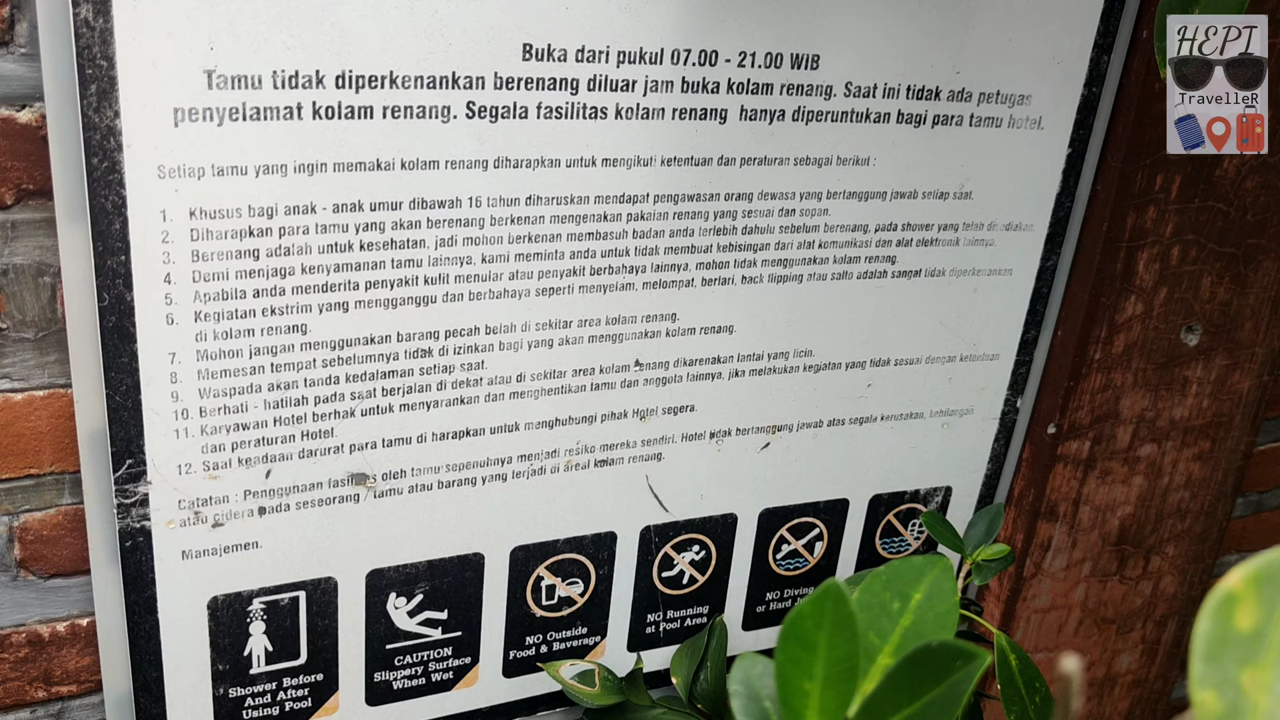 Buka dari pukul 07.00 - 21.00 WIB
Tamu tidak diperkenankan berenang diluar jam buka kolam renang. Saat ini tidak ada petugas
penyelamat kolam renang. Segala fasilitas kolam renang hanya diperuntukan bagi para tamu hotel.
Setiap tamu yang ingin memakai kolam renang diharapkan untuk mengikuti ketentuan dan peraturan sebagai berikut :
1. Khusus bagi anak - anak umur dibawah 16 tahun diharuskan mendapat pengawasan orang dewasa yang bertanggung jawab setiap saat.
2. Diharapkan para tamu yang akan berenang berkenan mengenakan pakaian renang yang sesuai dan sopan.
3. Berenang adalah untuk kesehatan, jadi mohon berkenan membasuh badan anda terlebih dahulu sebelum berenang, pada shower yang telah disediakan.
4. Demi menjaga kenyamanan tamu lainnya, kami meminta anda untuk tidak membuat kebisingan dari alat komunikasi dan alat elektronik lainnya.
5. Apabila anda menderita penyakit kulit menular atau penyakit berbahaya lainnya, mohon tidak menggunakan kolam renang.
6. Kegiatan ekstrim yang mengganggu dan berbahaya seperti menyelam, melompat, berlari, back flipping atau salto adalah sangat tidak diperkenankan
di kolam renang.
7. Mohon jangan menggunakan barang pecah belah di sekitar area kolam renang.
8. Memesan tempat sebelumnya tidak di izinkan bagi yang akan menggunakan kolam renang.
9. Waspada akan tanda kedalaman setiap saat.
10. Berhati - hatilah pada saat berjalan di dekat atau di sekitar area kolam renang dikarenakan lantai yang licin.
11. Karyawan Hotel berhak untuk menyarankan dan menghentikan tamu dan anggota lainnya, jika melakukan kegiatan yang tidak sesuai dengan ketentuan
dan peraturan Hotel.
12. Saat keadaan darurat para tamu di harapkan untuk menghubungi pihak Hotel segera.
Catatan : Penggunaan fasilitas oleh tamu sepenuhnya menjadi resiko mereka sendiri. Hotel tidak bertanggung jawab atas segala kerusakan, kehilangan
atau cidera pada seseorang / tamu atau barang yang terjadi di areal kolam renang.
Manajemen.
Shower Before
And After
Using Pool
CAUTION
Slippery Surface
When Wet
NO Outside
Food & Baverage
NO Running
at Pool Area
NO Diving
or Hard
HEPI
TravelleR